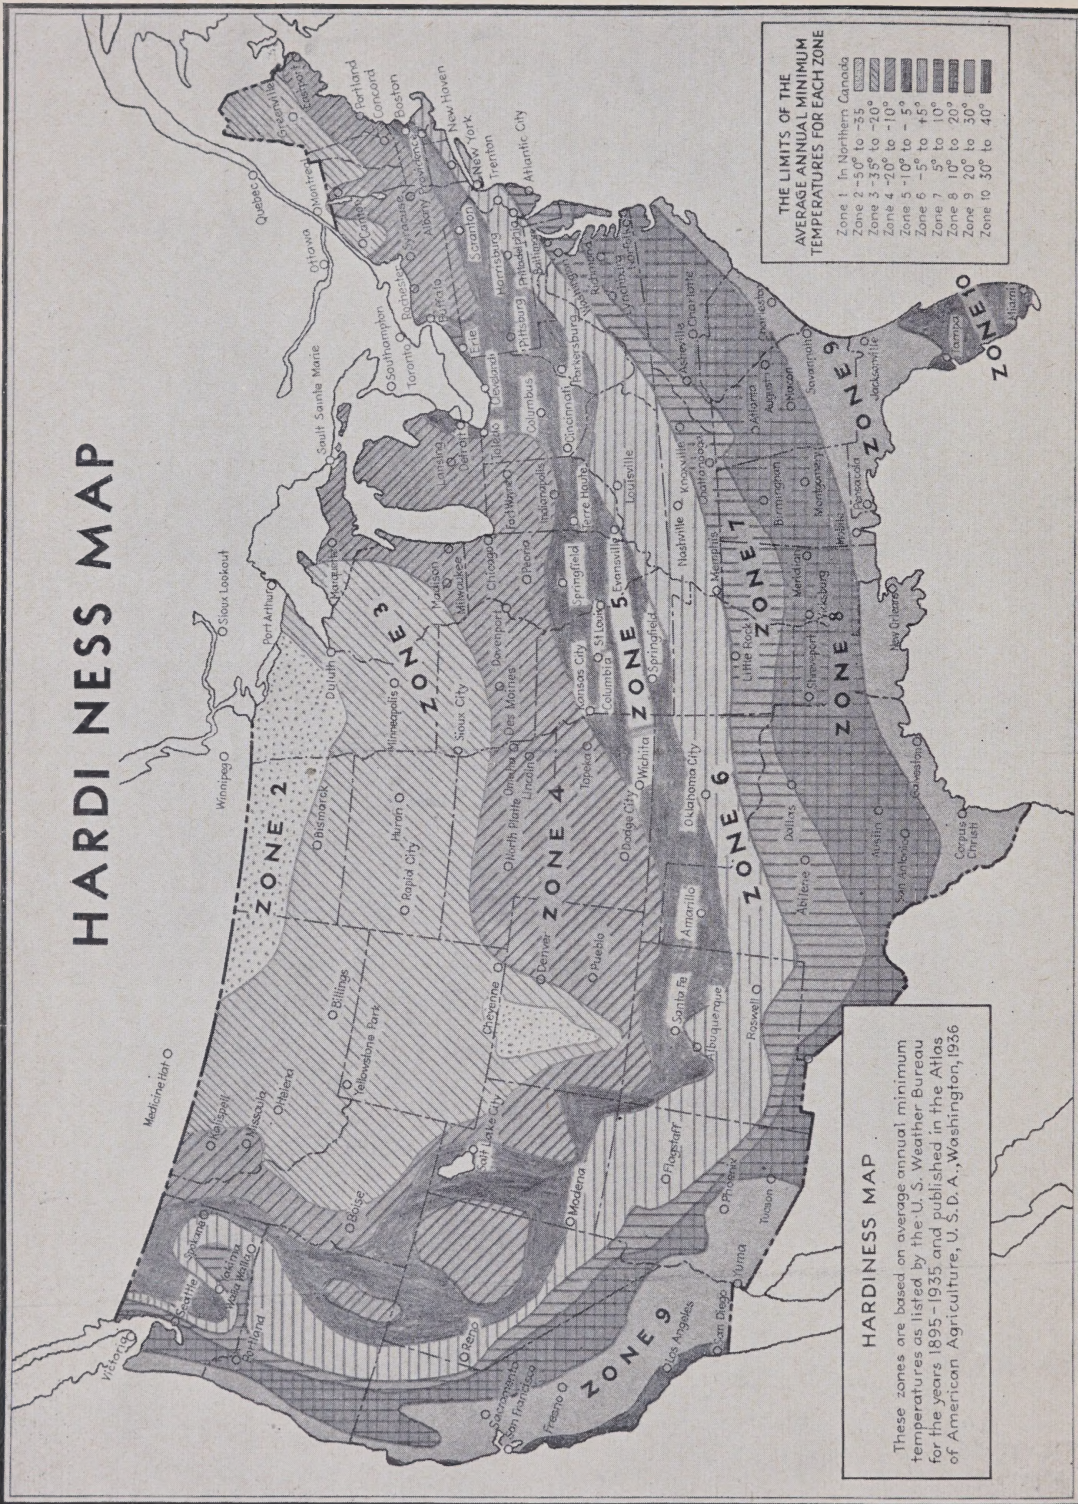 HARDINESS MAP
Winnipeg
Sioux Lookout
Port Arthur
Medicine Hat
Quebec
Montreal
Ottawa
Sault Sainte Marie
Southampton
Toronto
Victoria
Seattle
Spokane
Yakima
Walla Walla
Portland
Kalispell
Missoula
Helena
Billings
Yellowstone Park
Boise
ZONE 2
Bismarck
Duluth
Marquette
Minneapolis
ZONE 3
Huron
Rapid City
Sioux City
Madison
Milwaukee
Lansing
Detroit
Buffalo
Rochester
Syracuse
Albany
Canton
Greenville
Eastport
Portland
Concord
Boston
Providence
New Haven
New York
Trenton
Atlantic City
Scranton
Harrisburg
Philadelphia
Erie
Cleveland
Pittsburg
Toledo
Columbus
Parkersburg
Cincinnati
Fort Wayne
Indianapolis
Terre Haute
Chicago
Peoria
Springfield
Davenport
Des Moines
Omaha
Lincoln
North Platte
Cheyenne
ZONE 4
Denver
Pueblo
Salt Lake City
Reno
Modena
Topeka
Kansas City
Columbia
St Louis
Evansville
Louisville
ZONE 5
Springfield
Dodge City
Wichita
Richmond
Lynchburg
Sacramento
San Francisco
Fresno
Flagstaff
Santa Fe
Albuquerque
Amarillo
Oklahoma City
ZONE 6
Nashville
Knoxville
Asheville
Charlotte
Memphis
Chattanooga
Little Rock
ZONE 7
Roswell
Abilene
Dallas
Atlanta
Augusta
Macon
Charleston
Savannah
Birmingham
Montgomery
Meridian
Vicksburg
Shreveport
ZONE 8
ZONE 9
Los Angeles
San Diego
Yuma
Phoenix
Tucson
Austin
San Antonio
Galveston
Corpus
Christi
New Orleans
Mobile
Pensacola
ZONE 9
Jacksonville
Tampa
Miami
ZONE 10
THE LIMITS OF THE
AVERAGE ANNUAL MINIMUM
TEMPERATURES FOR EACH ZONE
Zone 1 In Northern Canada
Zone 2 -50° to -35
Zone 3 -35° to -20°
Zone 4 -20° to -10°
Zone 5 -10° to - 5°
Zone 6 -5° to +5°
Zone 7 5° to 10°
Zone 8 10° to 20°
Zone 9 20° to 30°
Zone 10 30° to 40°
HARDINESS MAP
These zones are based on average annual minimum
temperatures as listed by the U. S. Weather Bureau
for the years 1895-1935 and published in the Atlas
of American Agriculture, U.S.D.A., Washington, 1936